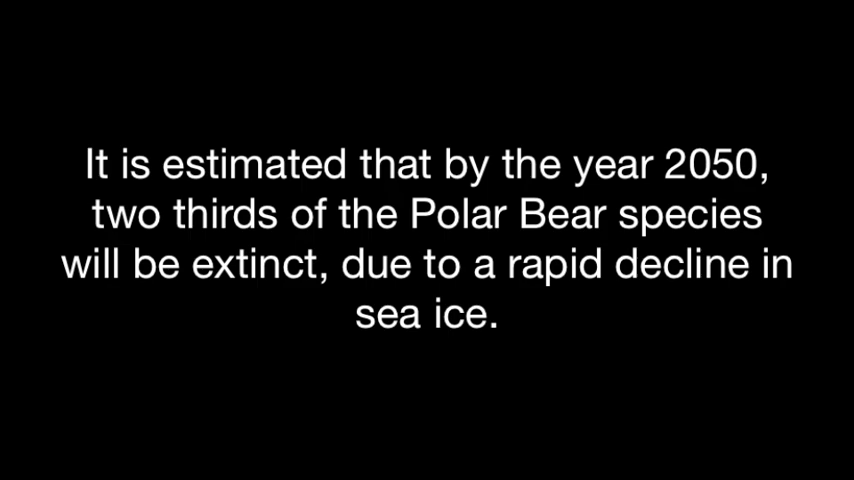 It is estimated that by the year 2050,
two thirds of the Polar Bear species
will be extinct, due to a rapid decline in
sea ice.